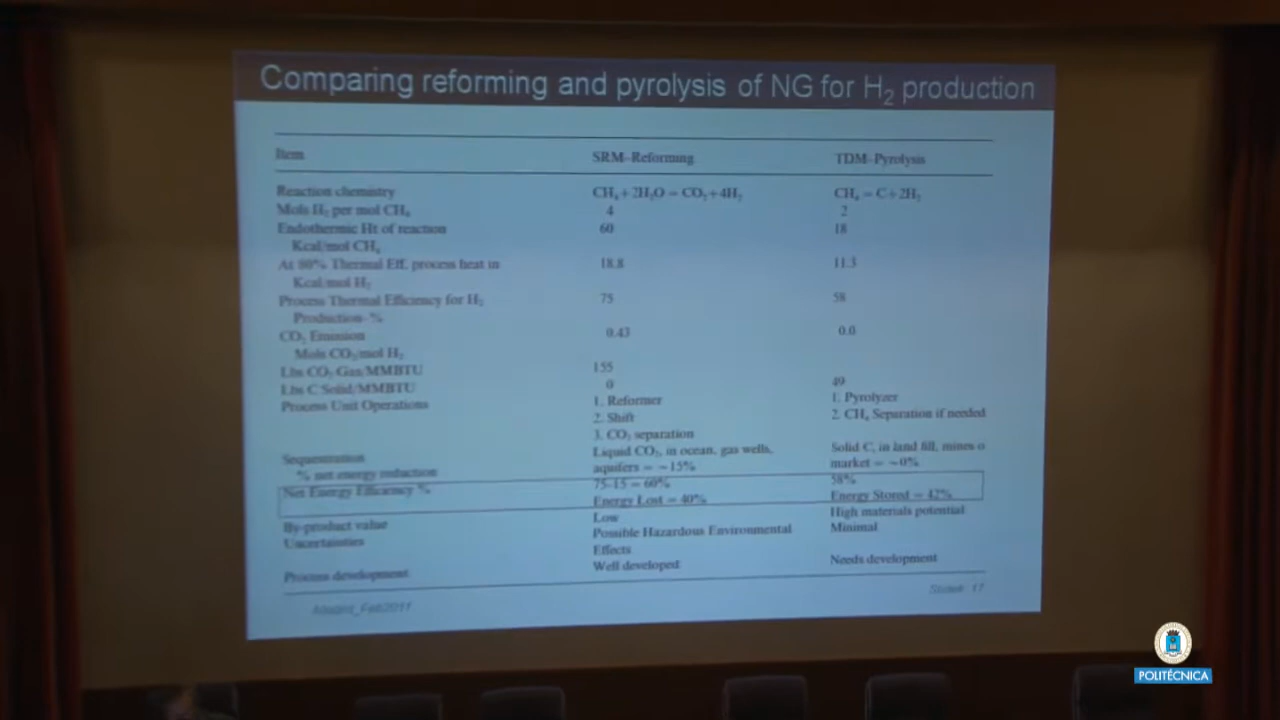 Comparing reforming and pyrolysis of NG for H₂ production
Item SRM–Reforming TDM–Pyrolysis
Reaction chemistry CH₄ + 2H₂O = CO₂ + 4H₂ CH₄ = C + 2H₂
Mols H₂ per mol CH₄ 4 2
Endothermic Ht of reaction 60 18
Kcal/mol CH₄
At 80% Thermal Eff. process heat in 18.8 11.3
Kcal/mol H₂
Process Thermal Efficiency for H₂ 75 58
Production–%
CO₂ Emission 0.43 0.0
Mols CO₂/mol H₂
Lbs CO₂ Gas/MMBTU 155
Lbs C Solid/MMBTU 0 49
Process Unit Operations 1. Reformer 1. Pyrolyzer
2. Shift 2. CH₄ Separation if needed
3. CO₂ separation
Sequestration Liquid CO₂, in ocean, gas wells, Solid C, in land fill, mines o
% net energy reduction aquifers = ~15% market = ~0%
Net Energy Efficiency % 75-15 = 60% 58%
Energy Lost = 40% Energy Stored = 42%
By-product value Low High materials potential
Uncertainties Possible Hazardous Environmental Minimal
Effects
Process development Well developed Needs development
Slide# 17
POLITÉCNICA